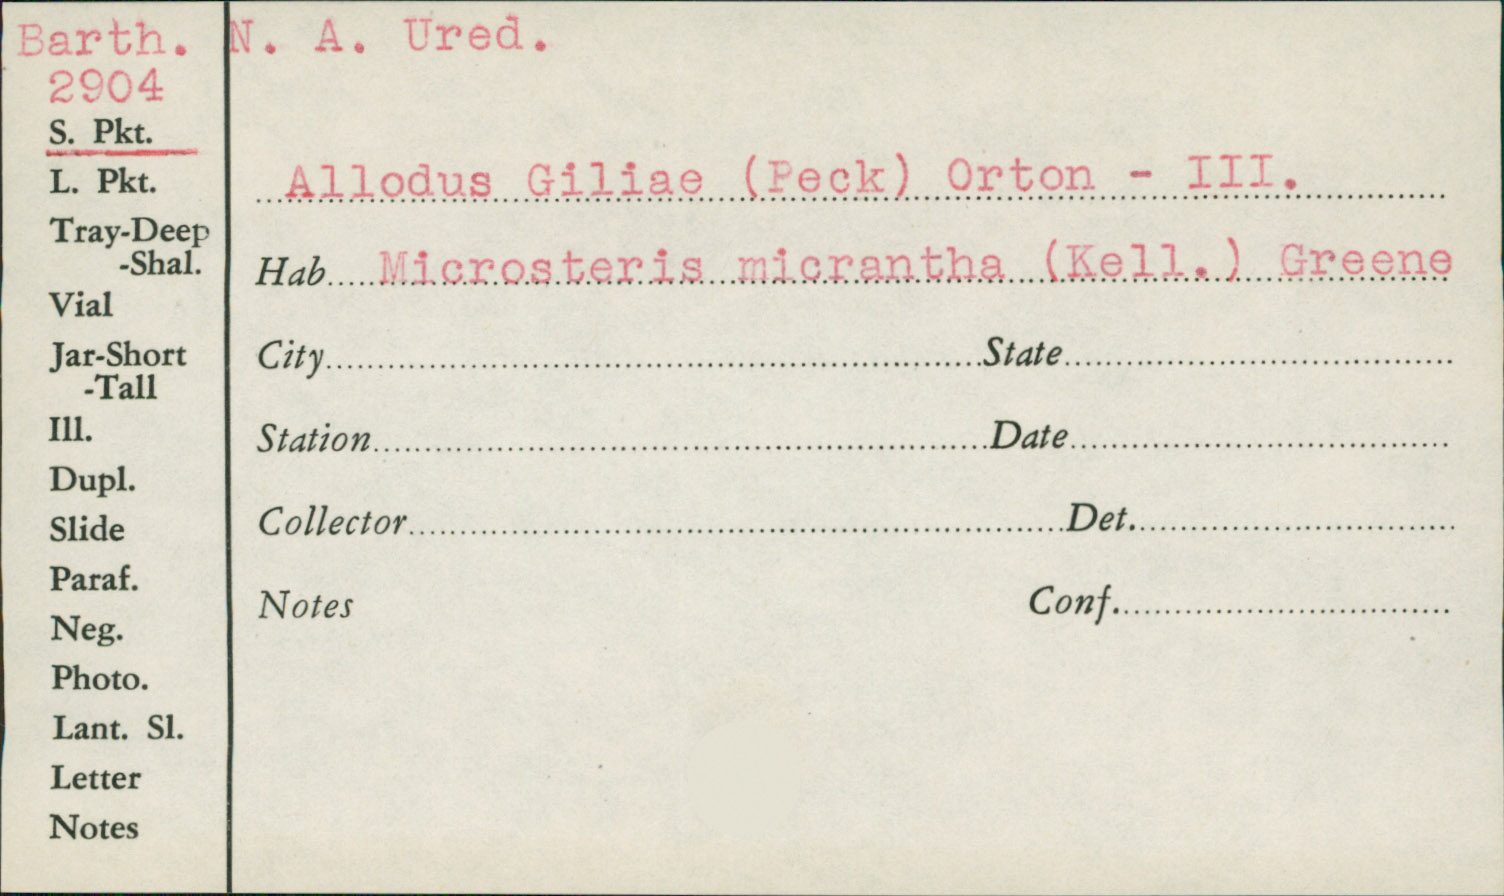 Barth. N. A. Ured.
2904
S. Pkt.
L. Pkt.
Tray-Deep
-Shal.
Vial
Jar-Short
-Tall
Ill.
Dupl.
Slide
Paraf.
Neg.
Photo.
Lant. Sl.
Letter
Notes
Allodus Giliae (Peck) Orton - III.
Hab. Microsteris micrantha (Kell.) Greene
City State
Station Date
Collector Det.
Notes Conf.